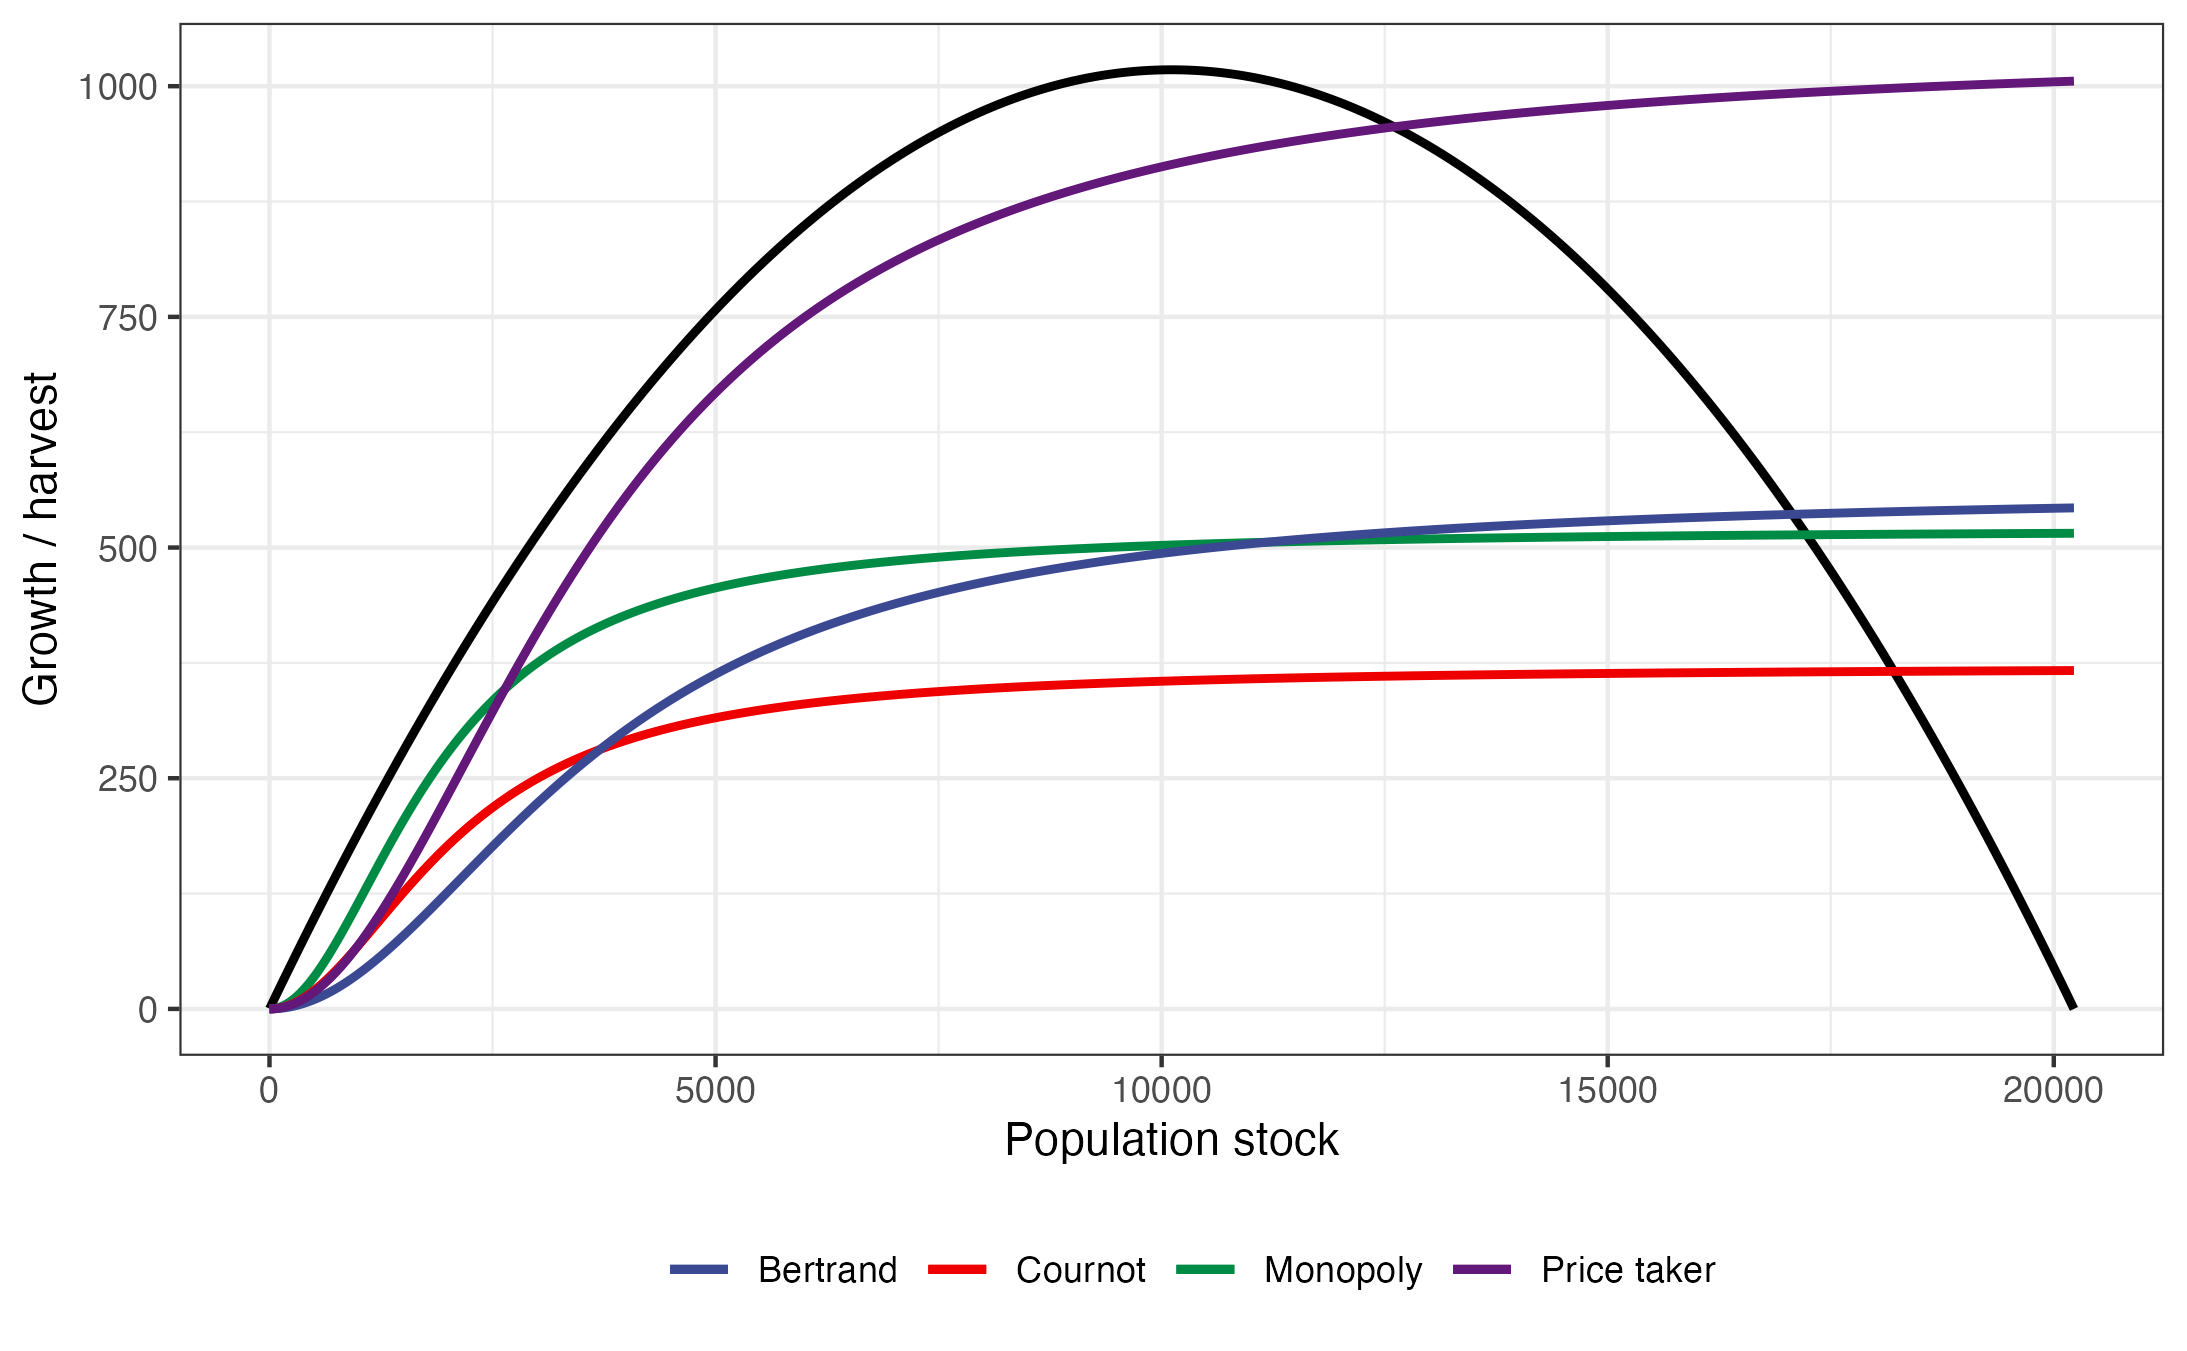 1000
750
500
250
0
Growth / harvest
0 5000 10000 15000 20000
Population stock
Bertrand Cournot Monopoly Price taker